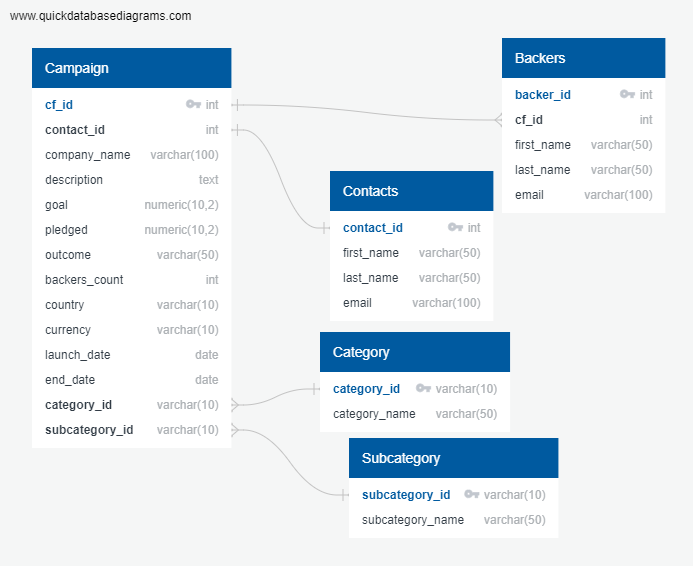 www.quickdatabasediagrams.com
Campaign
cf_id int
contact_id int
company_name varchar(100)
description text
goal numeric(10,2)
pledged numeric(10,2)
outcome varchar(50)
backers_count int
country varchar(10)
currency varchar(10)
launch_date date
end_date date
category_id varchar(10)
subcategory_id varchar(10)
Backers
backer_id int
cf_id int
first_name varchar(50)
last_name varchar(50)
email varchar(100)
Contacts
contact_id int
first_name varchar(50)
last_name varchar(50)
email varchar(100)
Category
category_id varchar(10)
category_name varchar(50)
Subcategory
subcategory_id varchar(10)
subcategory_name varchar(50)